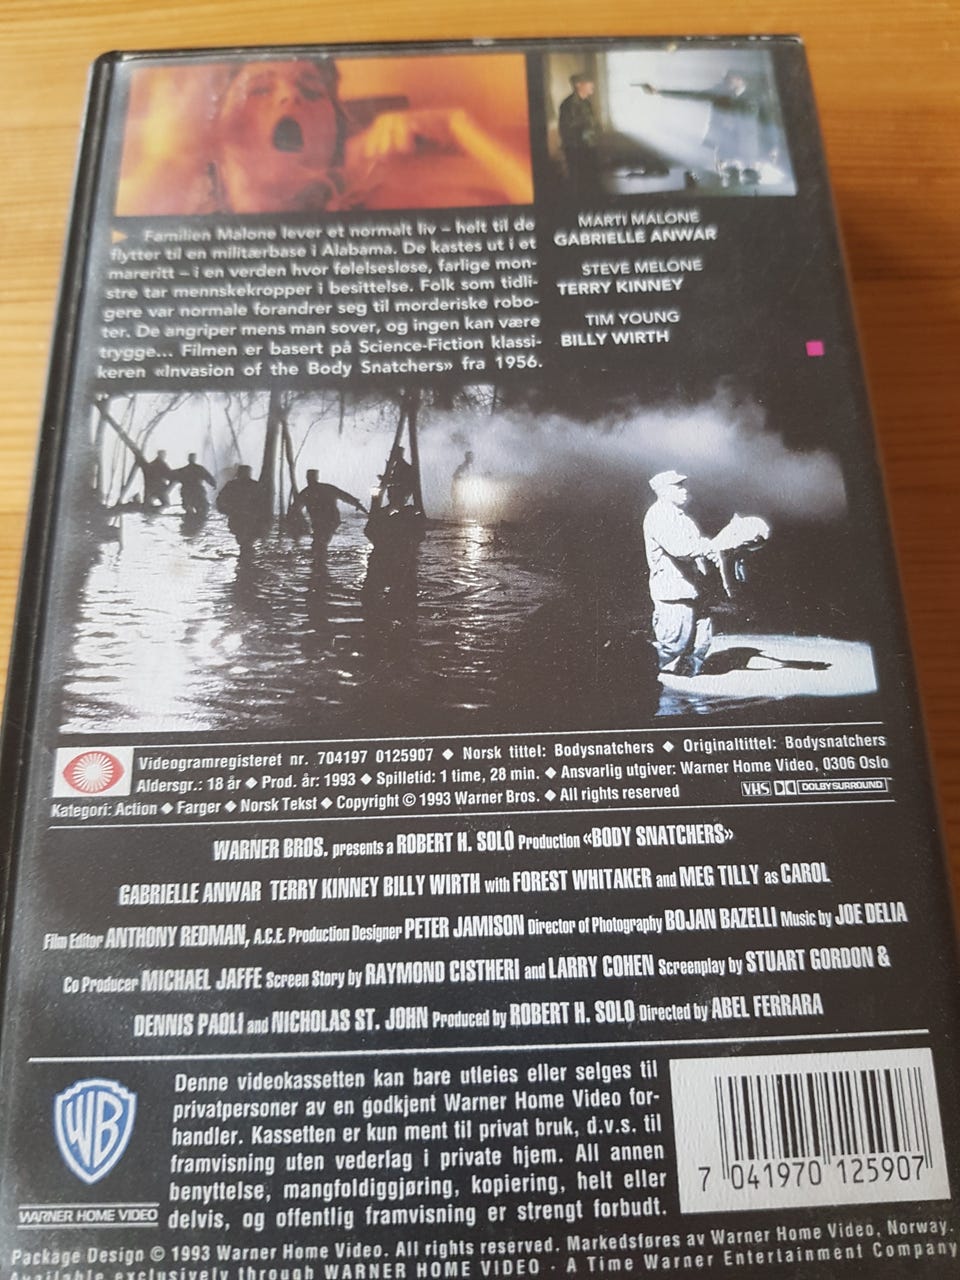 Familien Malone lever et normalt liv – helt til de
flytter til en militærbase i Alabama. De kastes ut i et
mareritt – i en verden hvor følelsesløse, farlige mon-
stre tar mennskekropper i besittelse. Folk som tidli-
gere var normale forandrer seg til morderiske robo-
ter. De angriper mens man sover, og ingen kan være
trygge... Filmen er basert på Science-Fiction klassi-
keren «Invasion of the Body Snatchers» fra 1956.
MARTI MALONE
GABRIELLE ANWAR
STEVE MELONE
TERRY KINNEY
TIM YOUNG
BILLY WIRTH
Videogramregisteret nr. 704197 0125907 ◆ Norsk tittel: Bodysnatchers ◆ Originaltittel: Bodysnatchers
Aldersgr.: 18 år ◆ Prod. år: 1993 ◆ Spilletid: 1 time, 28 min. ◆ Ansvarlig utgiver: Warner Home Video, 0306 Oslo
Kategori: Action ◆ Farger ◆ Norsk Tekst ◆ Copyright © 1993 Warner Bros. ◆ All rights reserved
VHS DOLBY SURROUND
WARNER BROS. presents a ROBERT H. SOLO Production «BODY SNATCHERS»
GABRIELLE ANWAR TERRY KINNEY BILLY WIRTH with FOREST WHITAKER and MEG TILLY as CAROL
Film Editor ANTHONY REDMAN, A.C.E. Production Designer PETER JAMISON Director of Photography BOJAN BAZELLI Music by JOE DELIA
Co Producer MICHAEL JAFFE Screen Story by RAYMOND CISTHERI and LARRY COHEN Screenplay by STUART GORDON &
DENNIS PAOLI and NICHOLAS ST. JOHN Produced by ROBERT H. SOLO Directed by ABEL FERRARA
WB
WARNER HOME VIDEO
Denne videokassetten kan bare utleies eller selges til
privatpersoner av en godkjent Warner Home Video for-
handler. Kassetten er kun ment til privat bruk, d.v.s. til
framvisning uten vederlag i private hjem. All annen
benyttelse, mangfoldiggjøring, kopiering, helt eller
delvis, og offentlig framvisning er strengt forbudt.
7 041970 125907
Package Design © 1993 Warner Home Video. All rights reserved. Markedsføres av Warner Home Video, Norway.
Available exclusively through WARNER HOME VIDEO · A Time Warner Entertainment Company